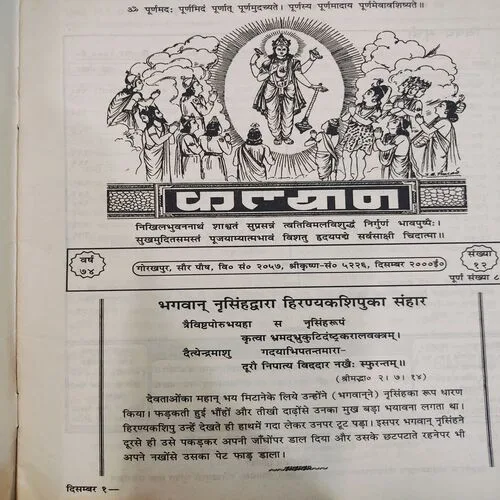 ॐ पूर्णमदः पूर्णमिदं पूर्णात् पूर्णमुदच्यते। पूर्णस्य पूर्णमादाय पूर्णमेवावशिष्यते॥
कल्याण
निखिलभुवननाथं शाश्वतं सुप्रसन्नं त्वतिविमलविशुद्धं निर्गुणं भावपुष्पैः।
सुखमुदितसमस्तं पूजयाम्यात्मभावं विशतु हृदयपद्मे सर्वसाक्षी चिदात्मा॥
वर्ष
७४
गोरखपुर, सौर पौष, वि० सं० २०५७, श्रीकृष्ण-सं० ५२२६, दिसम्बर २०००ई०
संख्या
१२
पूर्ण संख्या ८
भगवान् नृसिंहद्वारा हिरण्यकशिपुका संहार
त्रैविष्टपोरुभयहा स नृसिंहरूपं
कृत्वा भ्रमद्भ्रुकुटिदंष्ट्रकरालवक्त्रम्।
दैत्येन्द्रमाशु गदयाभिपतन्तमारा-
दूरौ निपात्य विददार नखैः स्फुरन्तम्॥
(श्रीमद्भा० २। ७। १४)
देवताओंका महान् भय मिटानेके लिये उन्होंने (भगवान्‌ने) नृसिंहका रूप धारण
किया। फड़कती हुई भौंहों और तीखी दाढ़ोंसे उनका मुख बड़ा भयावना लगता था।
हिरण्यकशिपु उन्हें देखते ही हाथमें गदा लेकर उनपर टूट पड़ा। इसपर भगवान् नृसिंहने
दूरसे ही उसे पकड़कर अपनी जाँघोंपर डाल दिया और उसके छटपटाते रहनेपर भी
अपने नखोंसे उसका पेट फाड़ डाला।
दिसम्बर १—